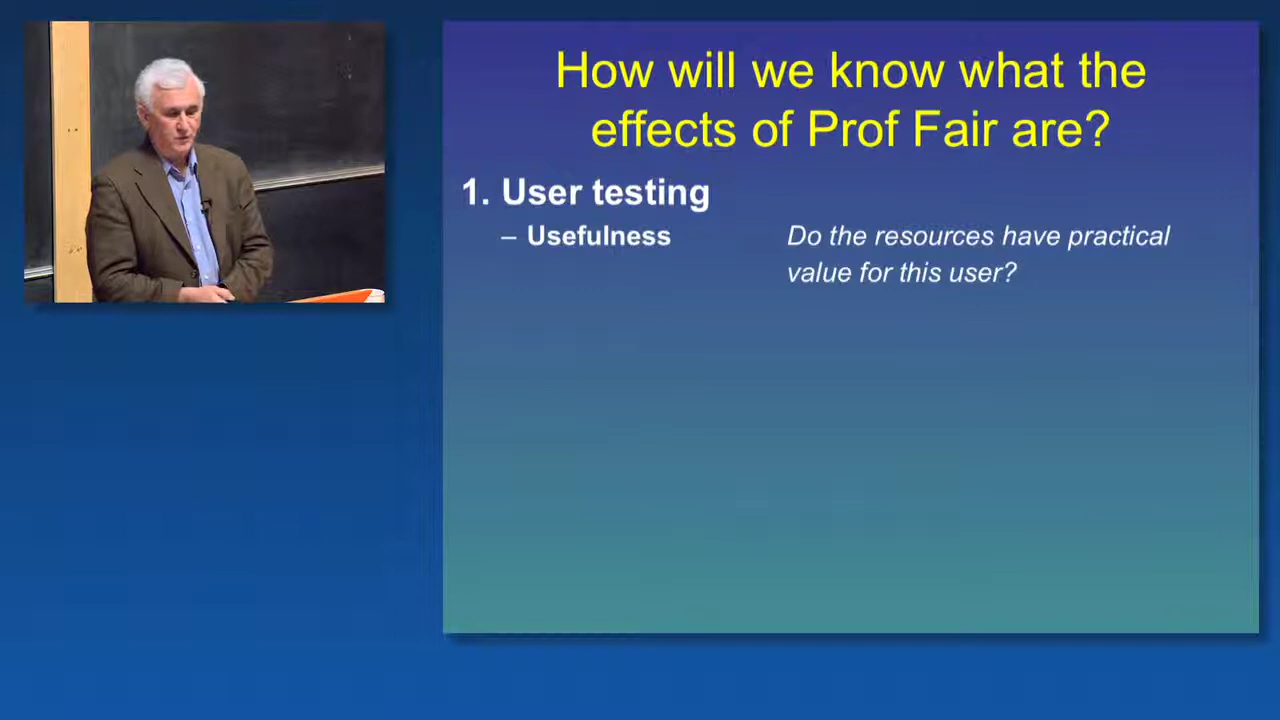 How will we know what the
effects of Prof Fair are?
1. User testing
– Usefulness Do the resources have practical
value for this user?